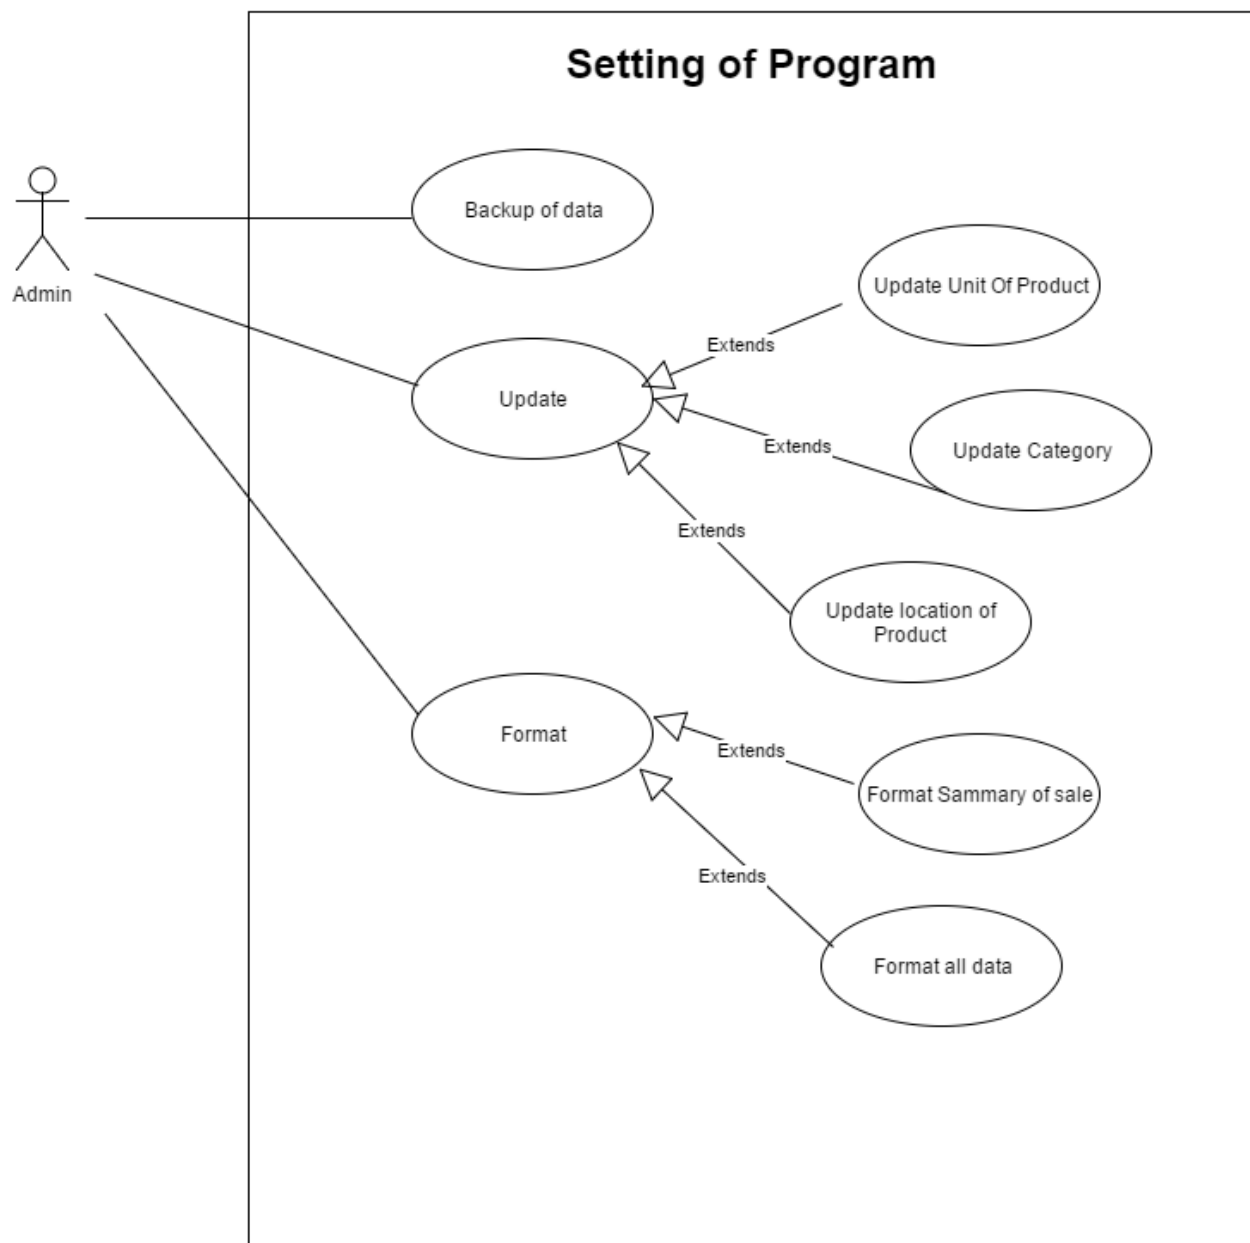 Setting of Program
Backup of data
Admin
Update Unit Of Product
Extends
Update
Extends
Update Category
Extends
Update location of
Product
Format
Extends
Format Sammary of sale
Extends
Format all data